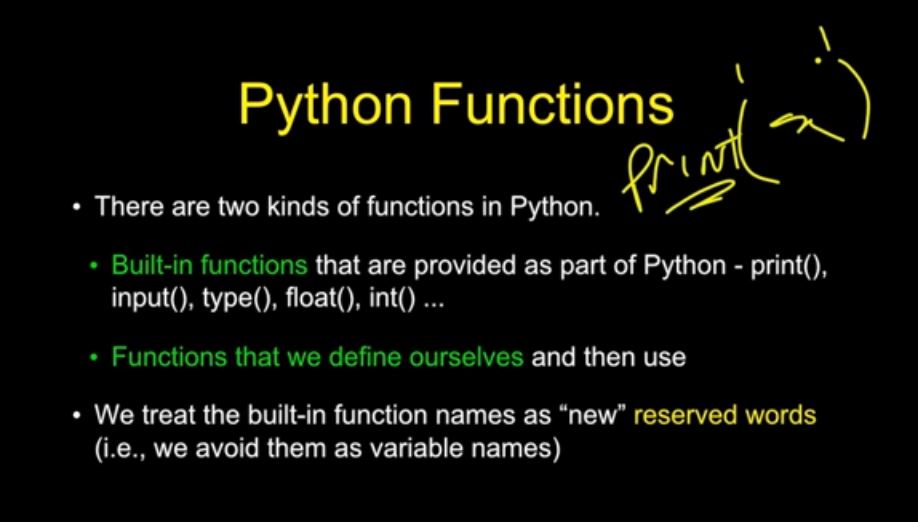 Python Functions
print( )
• There are two kinds of functions in Python.
• Built-in functions that are provided as part of Python - print(),
input(), type(), float(), int() ...
• Functions that we define ourselves and then use
• We treat the built-in function names as “new” reserved words
(i.e., we avoid them as variable names)